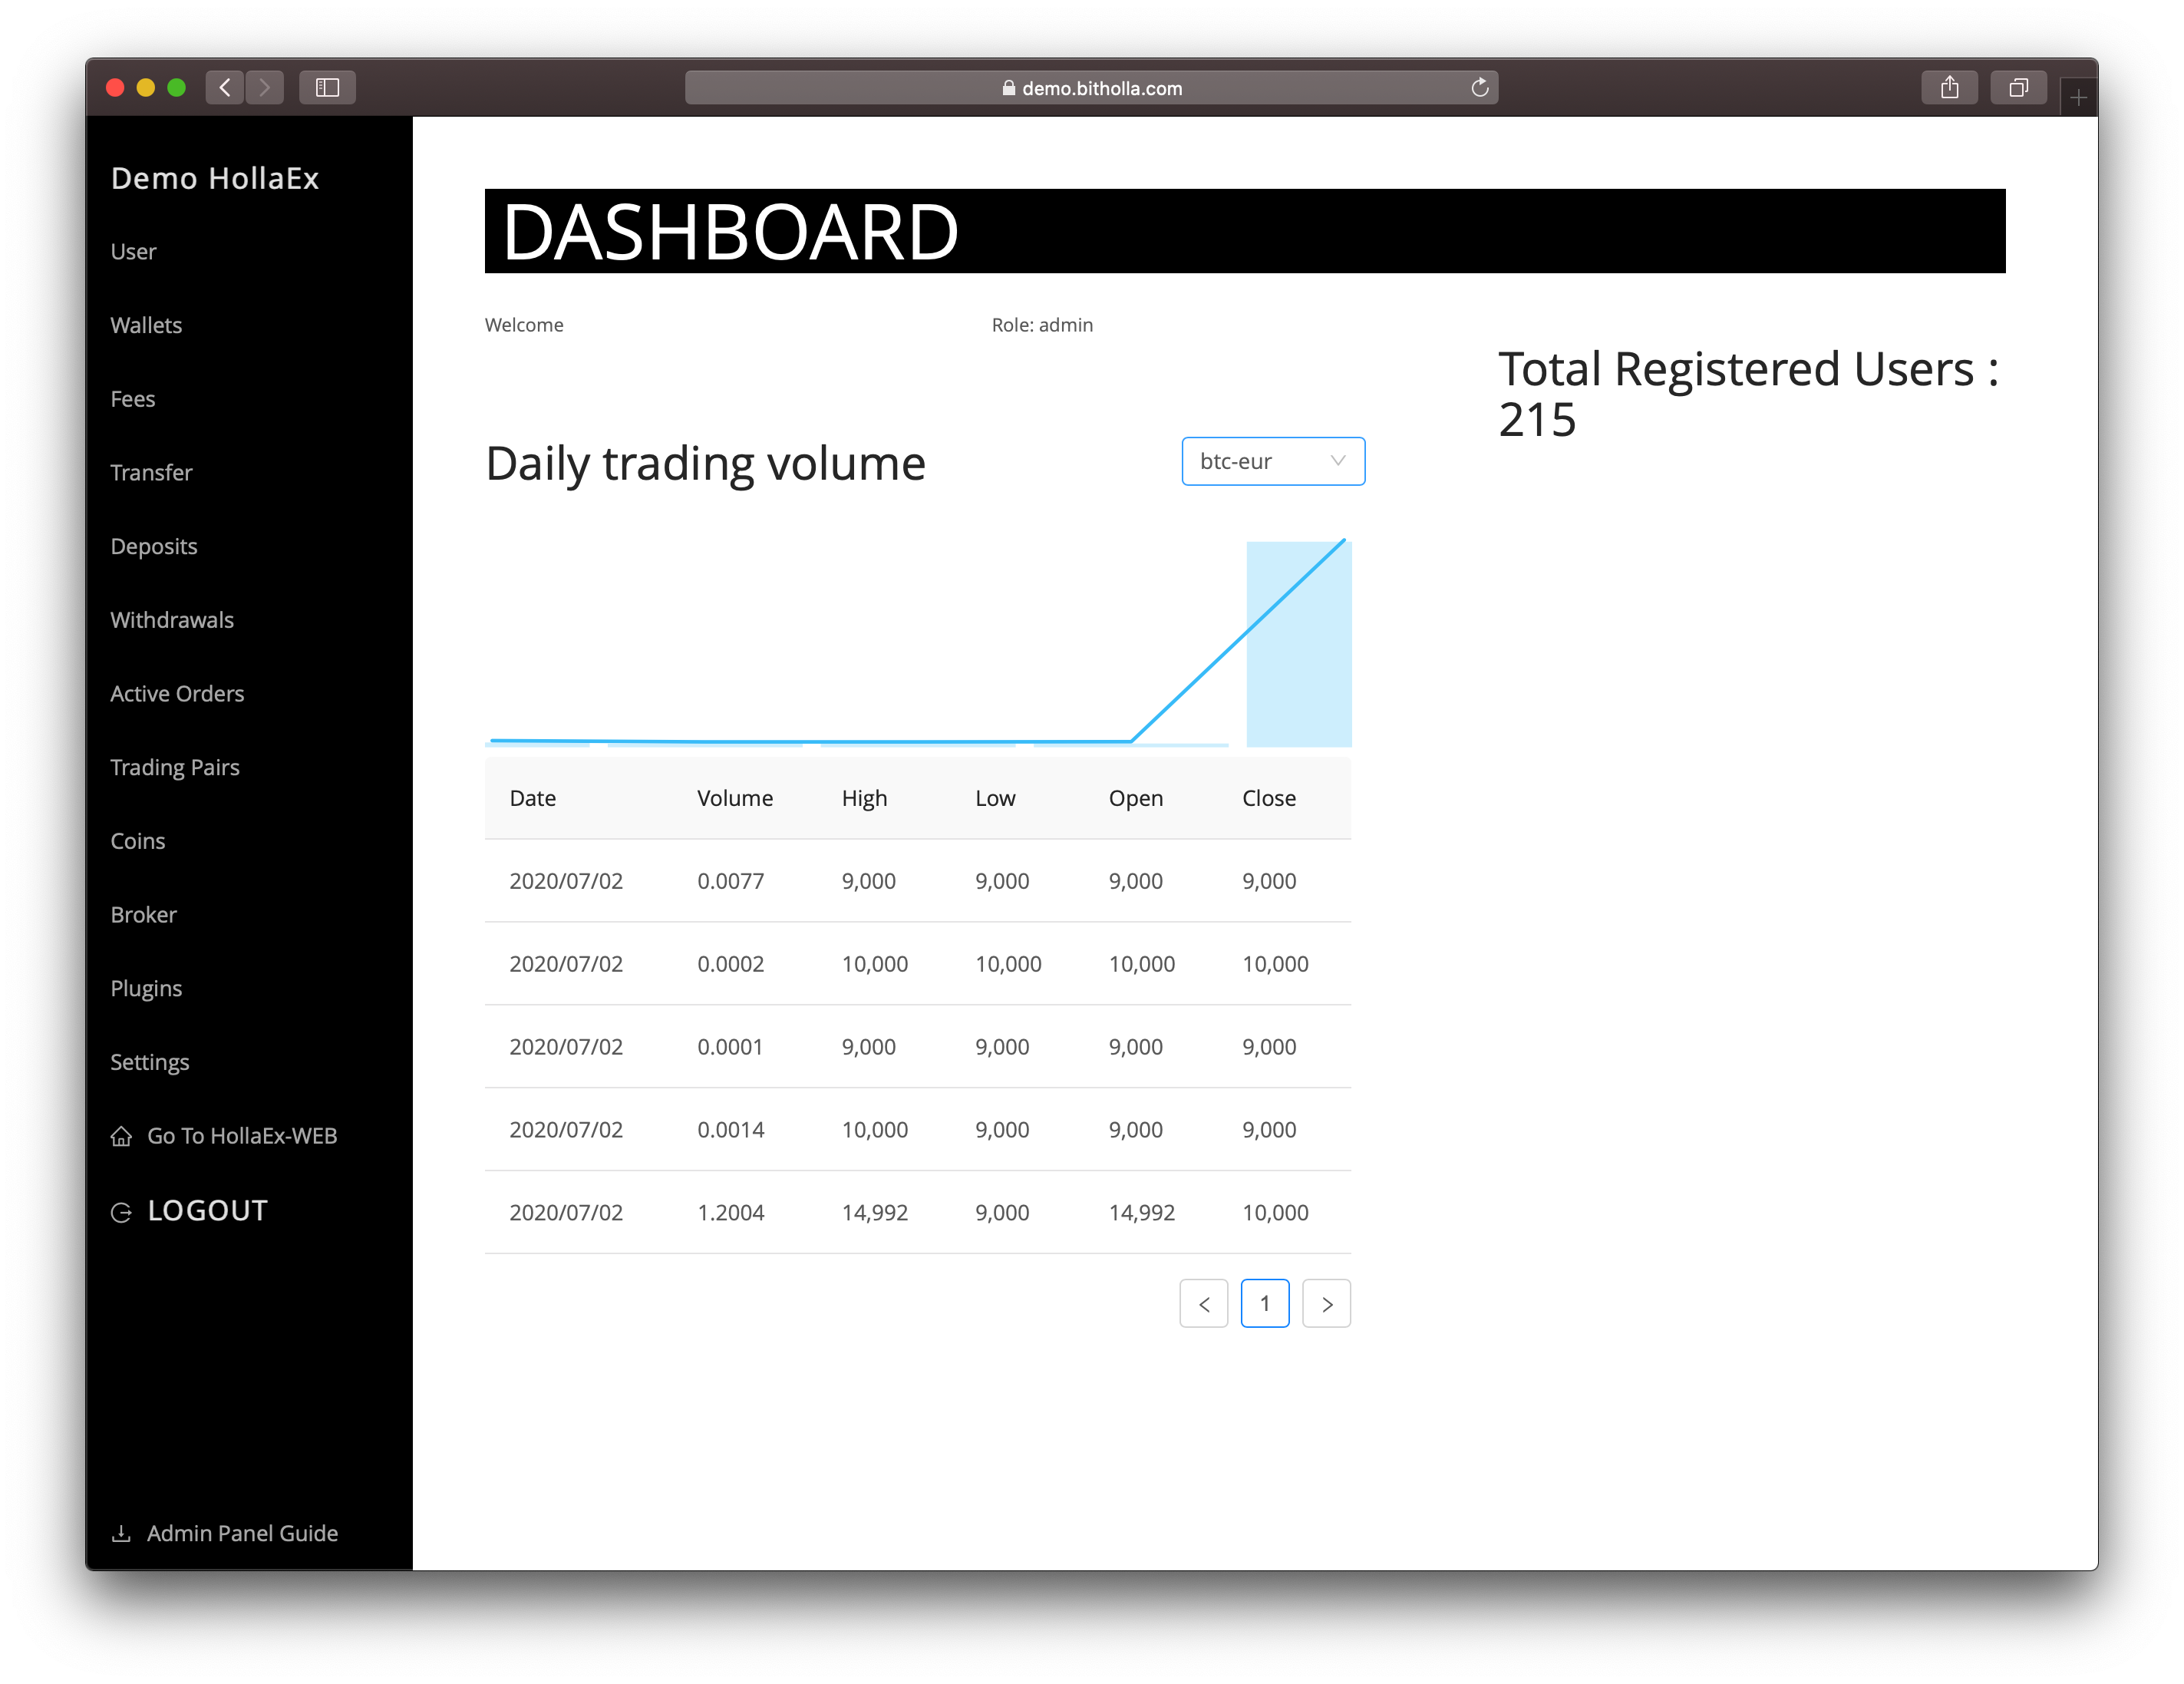 demo.bitholla.com
Demo HollaEx
User
Wallets
Fees
Transfer
Deposits
Withdrawals
Active Orders
Trading Pairs
Coins
Broker
Plugins
Settings
Go To HollaEx-WEB
LOGOUT
Admin Panel Guide
DASHBOARD
Welcome
Role: admin
Total Registered Users :
215
Daily trading volume
btc-eur
Date Volume High Low Open Close
2020/07/02 0.0077 9,000 9,000 9,000 9,000
2020/07/02 0.0002 10,000 10,000 10,000 10,000
2020/07/02 0.0001 9,000 9,000 9,000 9,000
2020/07/02 0.0014 10,000 9,000 9,000 9,000
2020/07/02 1.2004 14,992 9,000 14,992 10,000
< 1 >